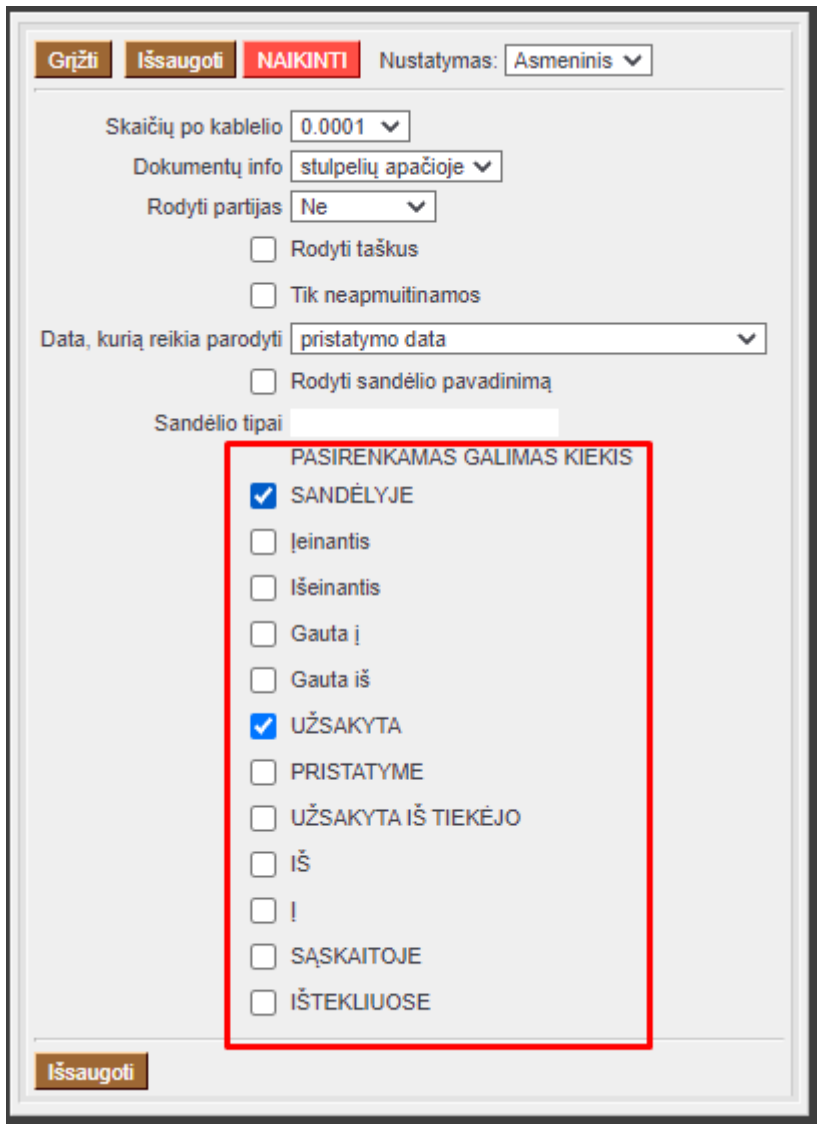 Grįžti Išsaugoti NAIKINTI Nustatymas: Asmeninis
Skaičių po kablelio 0.0001
Dokumentų info stulpelių apačioje
Rodyti partijas Ne
Rodyti taškus
Tik neapmuitinamos
Data, kurią reikia parodyti pristatymo data
Rodyti sandėlio pavadinimą
Sandėlio tipai
PASIRENKAMAS GALIMAS KIEKIS
SANDĖLYJE
Įeinantis
Išeinantis
Gauta į
Gauta iš
UŽSAKYTA
PRISTATYME
UŽSAKYTA IŠ TIEKĖJO
IŠ
Į
SĄSKAITOJE
IŠTEKLIUOSE
Išsaugoti